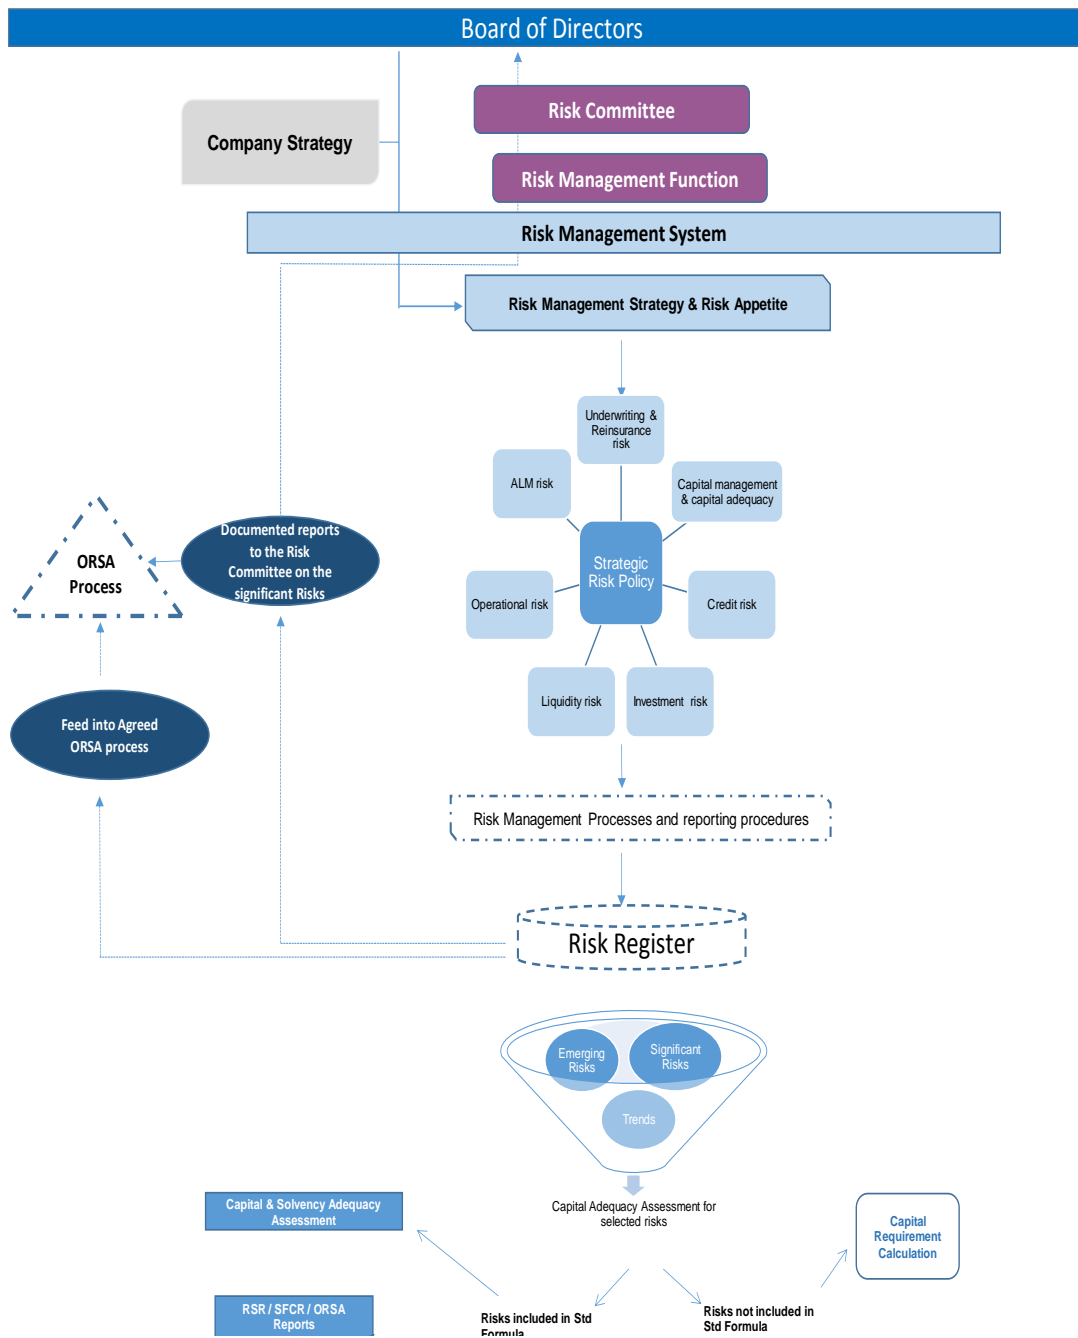 Board of Directors
Risk Committee
Company Strategy
Risk Management Function
Risk Management System
Risk Management Strategy & Risk Appetite
Underwriting &
Reinsurance
risk
ALM risk
Capital management
& capital adequacy
Documented reports
to the Risk
Committee on the
significant Risks
ORSA
Process
Strategic
Risk Policy
Operational risk
Credit risk
Liquidity risk
Investment risk
Feed into Agreed
ORSA process
Risk Management Processes and reporting procedures
Risk Register
Emerging
Risks
Significant
Risks
Trends
Capital & Solvency Adequacy
Assessment
Capital Adequacy Assessment for
selected risks
Capital
Requirement
Calculation
RSR / SFCR / ORSA
Reports
Risks included in Std
Formula
Risks not included in
Std Formula